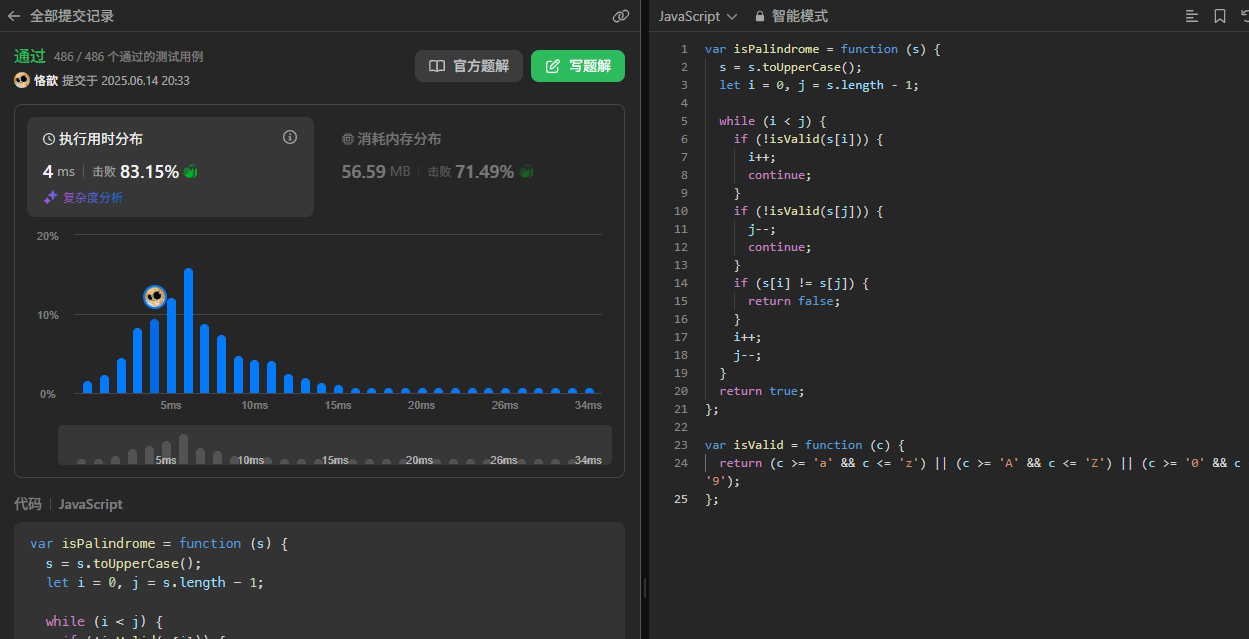 全部提交记录
通过 486 / 486 个通过的测试用例
恪歆 提交于 2025.06.14 20:33
官方题解
写题解
执行用时分布
4 ms 击败 83.15%
复杂度分析
消耗内存分布
56.59 MB 击败 71.49%
20%
10%
0%
5ms 10ms 15ms 20ms 26ms 34ms
5ms 10ms 15ms 20ms 26ms 34ms
代码 JavaScript
var isPalindrome = function (s) {
s = s.toUpperCase();
let i = 0, j = s.length - 1;
while (i < j) {
if (!isValid(s[i])) {
JavaScript 智能模式
1 var isPalindrome = function (s) {
2 s = s.toUpperCase();
3 let i = 0, j = s.length - 1;
4
5 while (i < j) {
6 if (!isValid(s[i])) {
7 i++;
8 continue;
9 }
10 if (!isValid(s[j])) {
11 j--;
12 continue;
13 }
14 if (s[i] != s[j]) {
15 return false;
16 }
17 i++;
18 j--;
19 }
20 return true;
21 };
22
23 var isValid = function (c) {
24 return (c >= 'a' && c <= 'z') || (c >= 'A' && c <= 'Z') || (c >= '0' && c
'9');
25 };